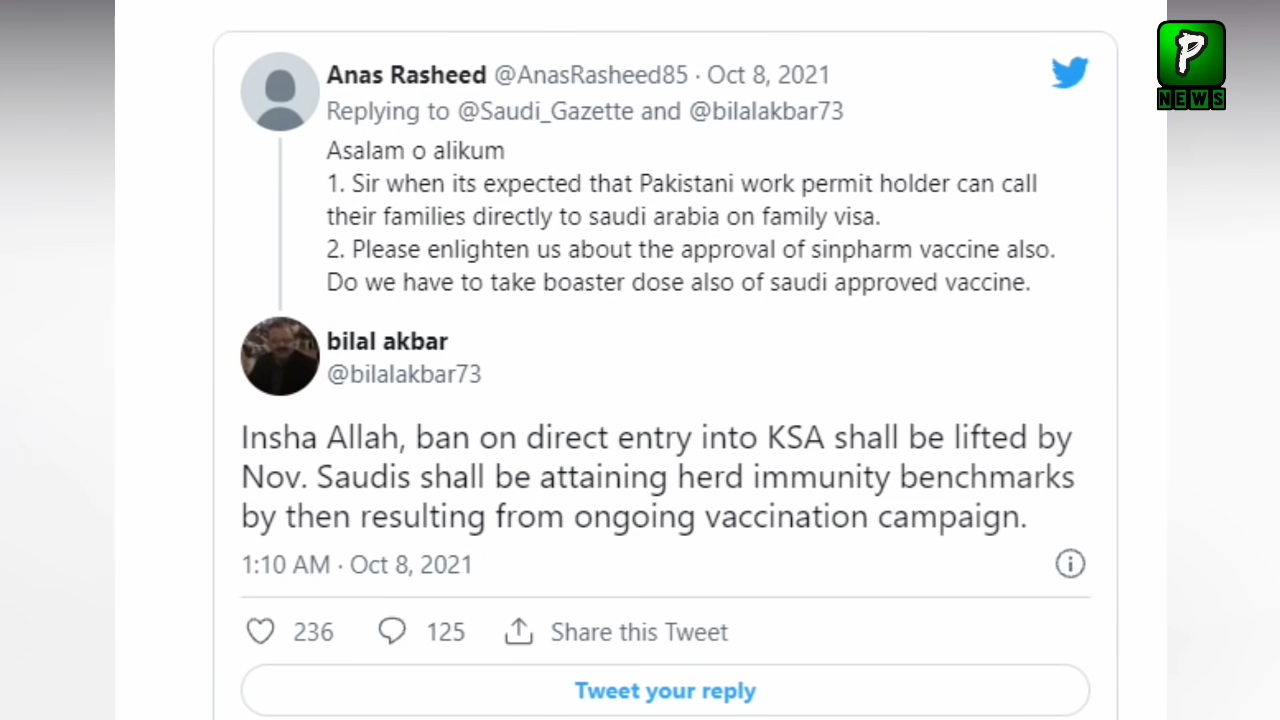 P
NEWS
Anas Rasheed @AnasRasheed85 · Oct 8, 2021
Replying to @Saudi_Gazette and @bilalakbar73
Asalam o alikum
1. Sir when its expected that Pakistani work permit holder can call
their families directly to saudi arabia on family visa.
2. Please enlighten us about the approval of sinpharm vaccine also.
Do we have to take boaster dose also of saudi approved vaccine.
bilal akbar
@bilalakbar73
Insha Allah, ban on direct entry into KSA shall be lifted by
Nov. Saudis shall be attaining herd immunity benchmarks
by then resulting from ongoing vaccination campaign.
1:10 AM · Oct 8, 2021
236 125 Share this Tweet
Tweet your reply